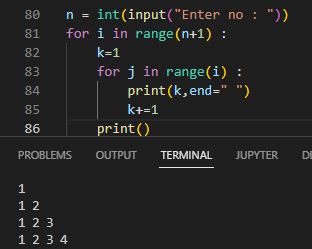 80 n = int(input("Enter no : "))
81 for i in range(n+1) :
82     k=1
83     for j in range(i) :
84         print(k,end=" ")
85         k+=1
86     print()
PROBLEMS OUTPUT TERMINAL JUPYTER
1
1 2
1 2 3
1 2 3 4